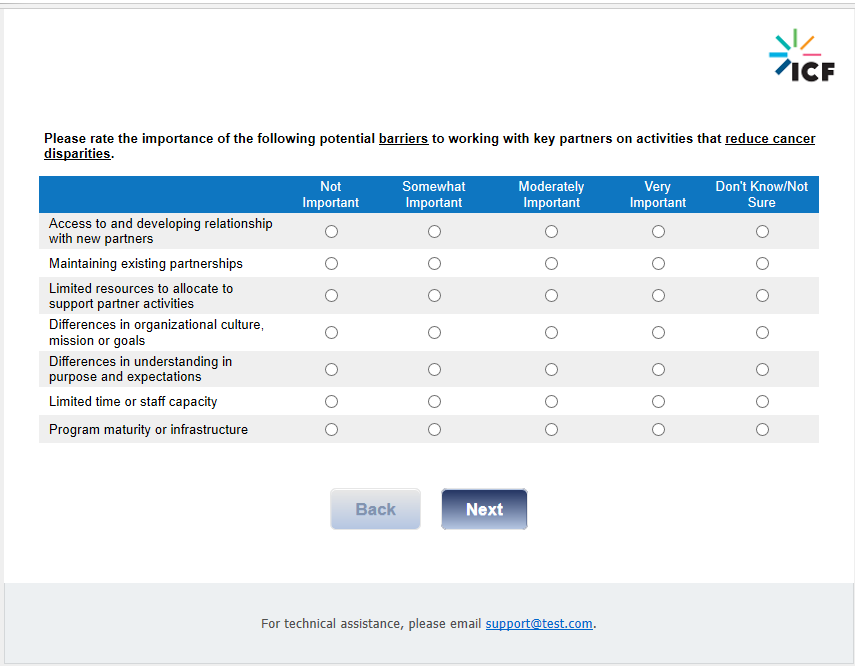 ICF
Please rate the importance of the following potential barriers to working with key partners on activities that reduce cancer
disparities.
Not Important
Somewhat Important
Moderately Important
Very Important
Don't Know/Not Sure
Access to and developing relationship
with new partners
Maintaining existing partnerships
Limited resources to allocate to
support partner activities
Differences in organizational culture,
mission or goals
Differences in understanding in
purpose and expectations
Limited time or staff capacity
Program maturity or infrastructure
Back
Next
For technical assistance, please email support@test.com.